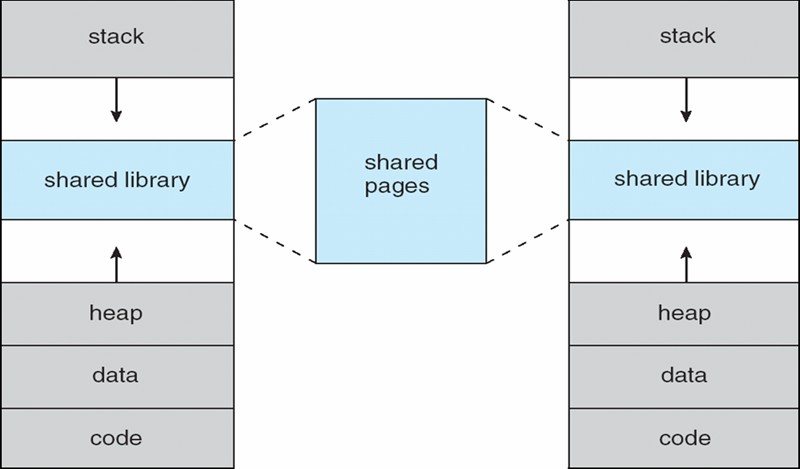 stack
shared library
heap
data
code
shared
pages
stack
shared library
heap
data
code